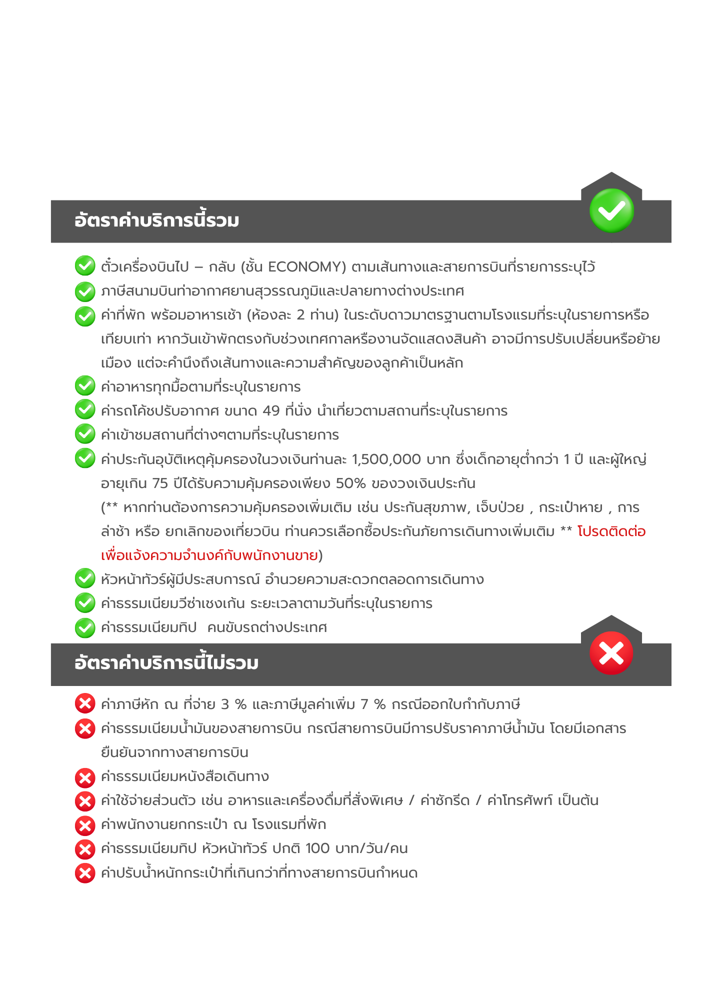 อัตราค่าบริการนี้รวม
ตั๋วเครื่องบินไป – กลับ (ชั้น ECONOMY) ตามเส้นทางและสายการบินที่รายการระบุไว้
ภาษีสนามบินท่าอากาศยานสุวรรณภูมิและปลายทางต่างประเทศ
ค่าที่พัก พร้อมอาหารเช้า (ห้องละ 2 ท่าน) ในระดับดาวมาตรฐานตามโรงแรมที่ระบุในรายการหรือ
เทียบเท่า หากวันเข้าพักตรงกับช่วงเทศกาลหรืองานจัดแสดงสินค้า อาจมีการปรับเปลี่ยนหรือย้าย
เมือง แต่จะคำนึงถึงเส้นทางและความสำคัญของลูกค้าเป็นหลัก
ค่าอาหารทุกมื้อตามที่ระบุในรายการ
ค่ารถโค้ชปรับอากาศ ขนาด 49 ที่นั่ง นำเที่ยวตามสถานที่ระบุในรายการ
ค่าเข้าชมสถานที่ต่างๆตามที่ระบุในรายการ
ค่าประกันอุบัติเหตุคุ้มครองในวงเงินท่านละ 1,500,000 บาท ซึ่งเด็กอายุต่ำกว่า 1 ปี และผู้ใหญ่
อายุเกิน 75 ปีได้รับความคุ้มครองเพียง 50% ของวงเงินประกัน
(** หากท่านต้องการความคุ้มครองเพิ่มเติม เช่น ประกันสุขภาพ, เจ็บป่วย , กระเป๋าหาย , การ
ล่าช้า หรือ ยกเลิกของเที่ยวบิน ท่านควรเลือกซื้อประกันภัยการเดินทางเพิ่มเติม ** โปรดติดต่อ
เพื่อแจ้งความจำนงค์กับพนักงานขาย)
หัวหน้าทัวร์ผู้มีประสบการณ์ อำนวยความสะดวกตลอดการเดินทาง
ค่าธรรมเนียมวีซ่าเชงเก้น ระยะเวลาตามวันที่ระบุในรายการ
ค่าธรรมเนียมทิป  คนขับรถต่างประเทศ
อัตราค่าบริการนี้ไม่รวม
ค่าภาษีหัก ณ ที่จ่าย 3 % และภาษีมูลค่าเพิ่ม 7 % กรณีออกใบกำกับภาษี
ค่าธรรมเนียมน้ำมันของสายการบิน กรณีสายการบินมีการปรับราคาภาษีน้ำมัน โดยมีเอกสาร
ยืนยันจากทางสายการบิน
ค่าธรรมเนียมหนังสือเดินทาง
ค่าใช้จ่ายส่วนตัว เช่น อาหารและเครื่องดื่มที่สั่งพิเศษ / ค่าซักรีด / ค่าโทรศัพท์ เป็นต้น
ค่าพนักงานยกกระเป๋า ณ โรงแรมที่พัก
ค่าธรรมเนียมทิป หัวหน้าทัวร์ ปกติ 100 บาท/วัน/คน
ค่าปรับน้ำหนักกระเป๋าที่เกินกว่าที่ทางสายการบินกำหนด